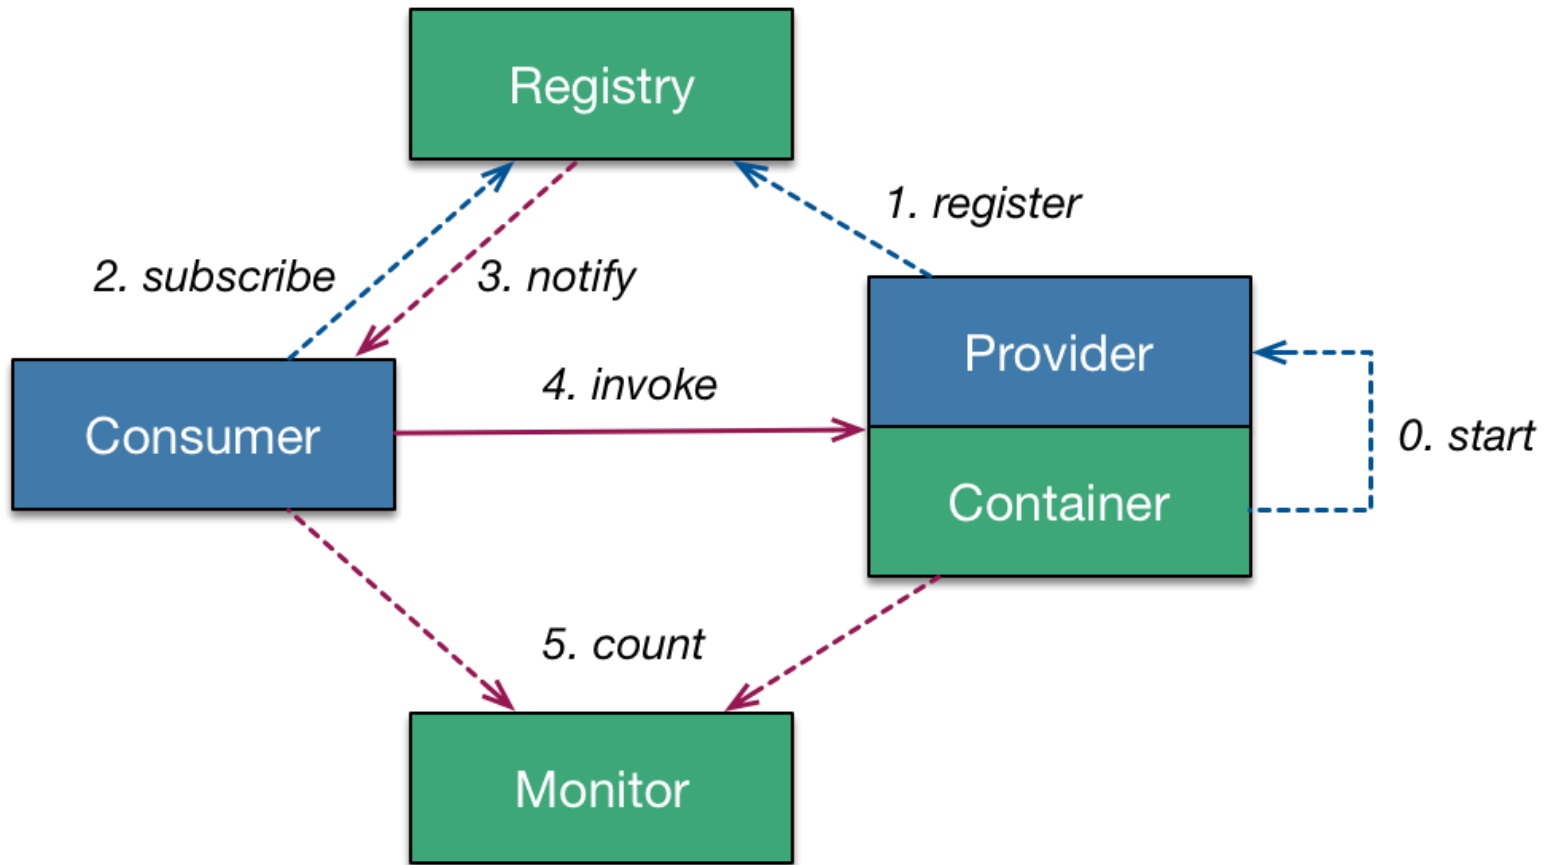 Registry
1. register
2. subscribe
3. notify
Provider
4. invoke
Consumer
0. start
Container
5. count
Monitor